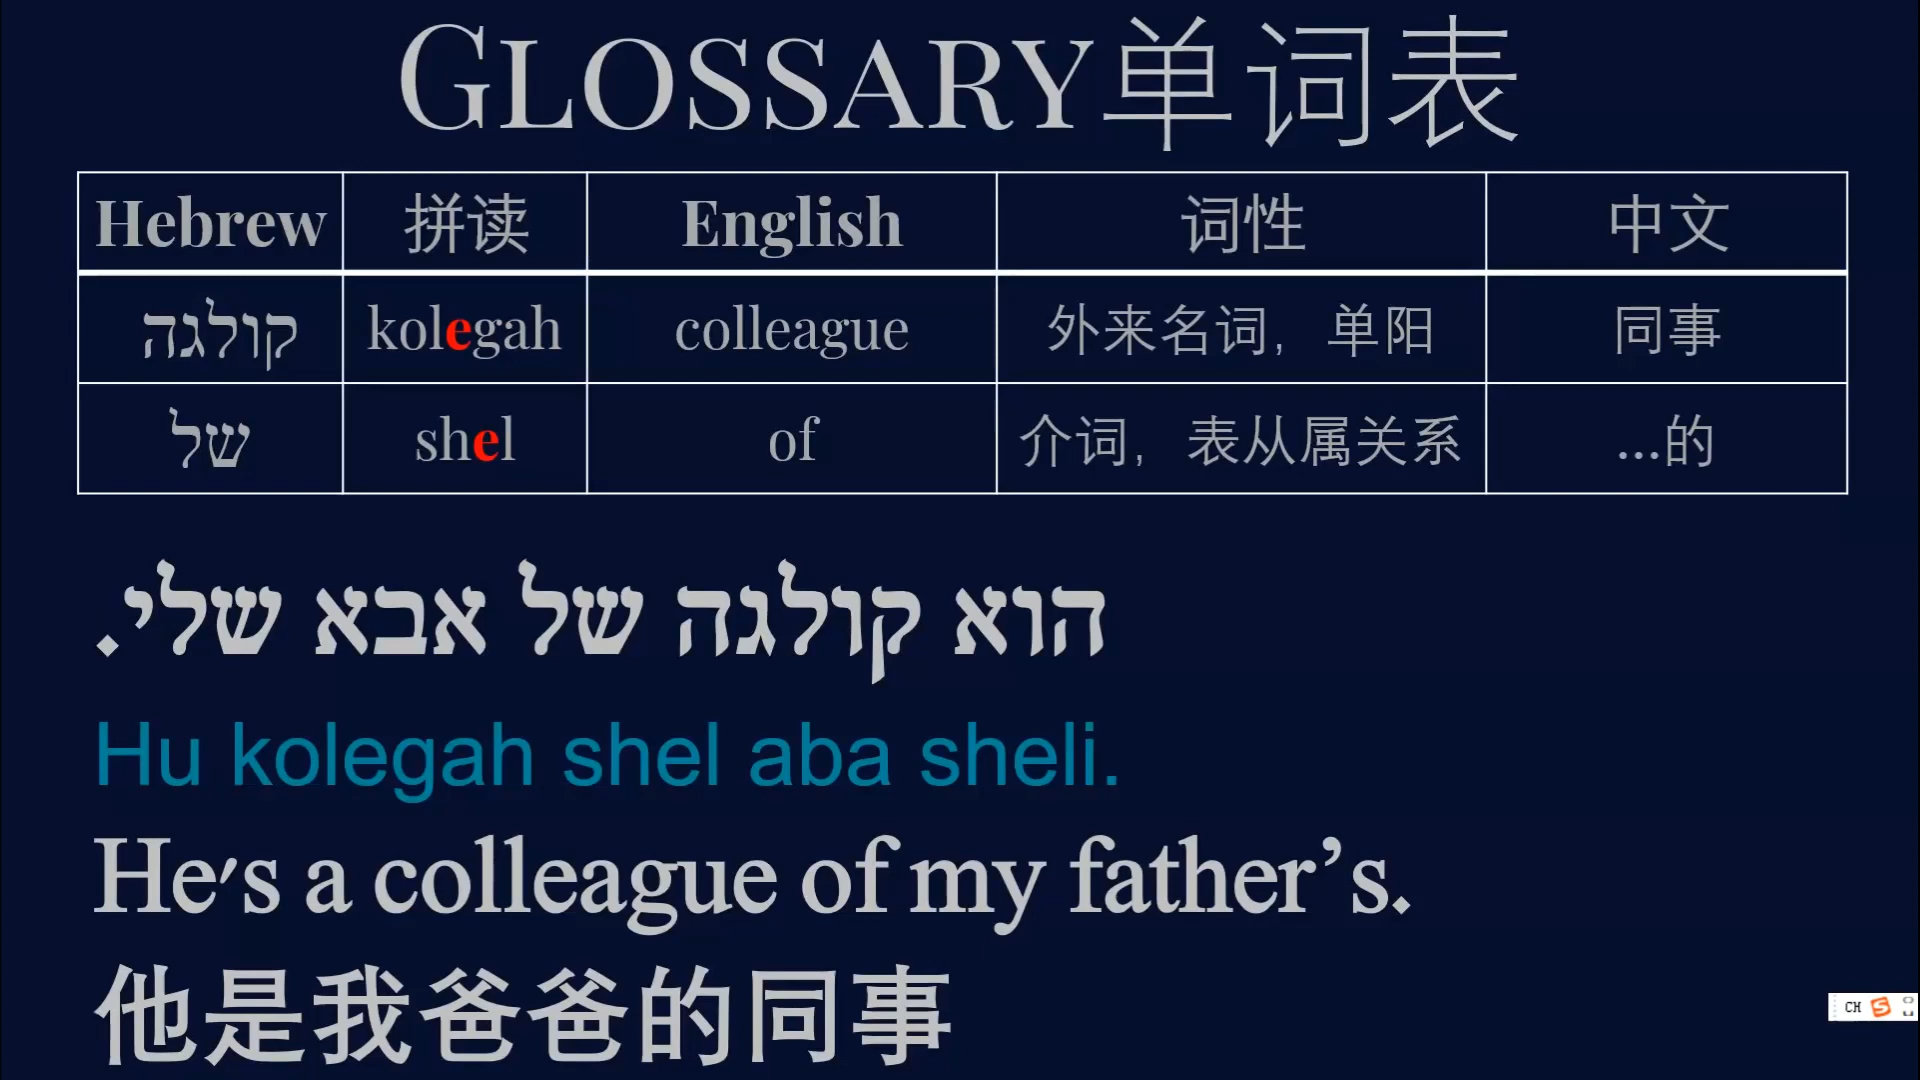 GLOSSARY单词表
Hebrew 拼读 English 词性 中文
קולגה kolegah colleague 外来名词，单阳 同事
של shel of 介词，表从属关系 ...的
הוא קולגה של אבא שלי.
Hu kolegah shel aba sheli.
He's a colleague of my father’s.
他是我爸爸的同事
CH